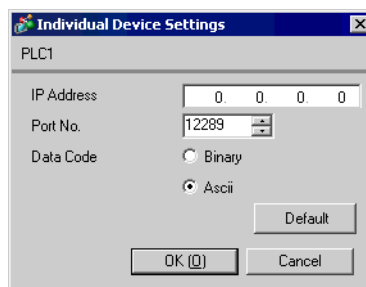 Individual Device Settings
PLC1
IP Address 0. 0. 0. 0
Port No. 12289
Data Code Binary
Ascii
Default
OK (O) Cancel